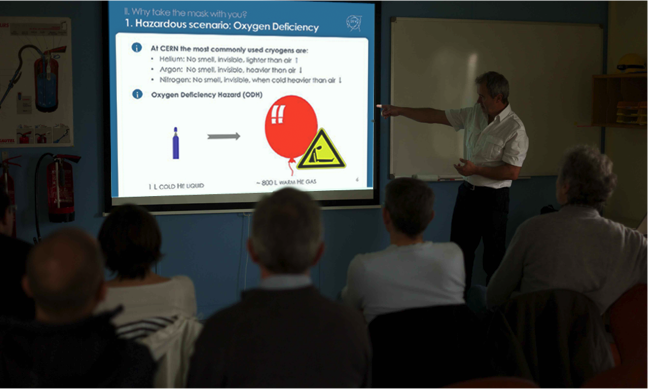 II. Why take the mask with you?
1. Hazardous scenario: Oxygen Deficiency
At CERN the most commonly used cryogens are:
• Helium: No smell, invisible, lighter than air ↑
• Argon: No smell, invisible, heavier than air ↓
• Nitrogen: No smell, invisible, when cold heavier than air ↓
Oxygen Deficiency Hazard (ODH)
!!
1 L COLD HE LIQUID
~ 800 L WARM HE GAS